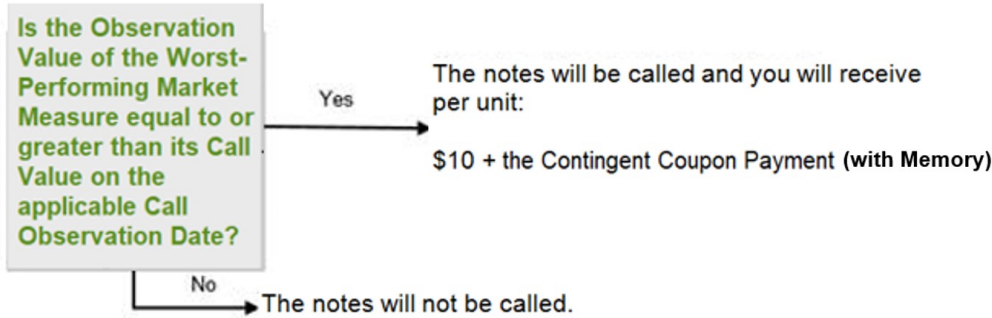 Is the Observation
Value of the Worst-
Performing Market
Measure equal to or
greater than its Call
Value on the
applicable Call
Observation Date?
Yes
The notes will be called and you will receive
per unit:
$10 + the Contingent Coupon Payment (with Memory)
No
The notes will not be called.